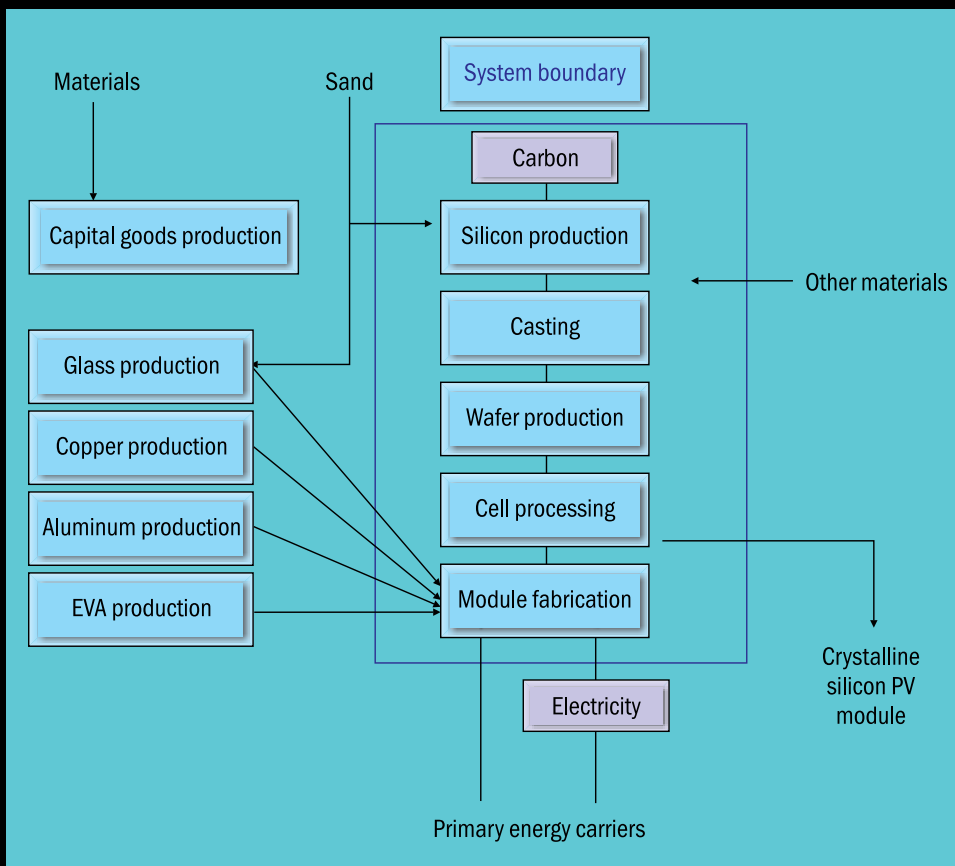 System boundary
Materials
Sand
Carbon
Capital goods production
Silicon production
Other materials
Casting
Glass production
Wafer production
Copper production
Cell processing
Aluminum production
Module fabrication
EVA production
Crystalline
silicon PV
module
Electricity
Primary energy carriers